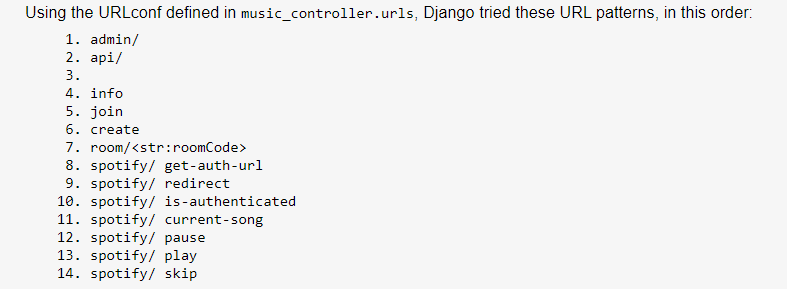 Using the URLconf defined in music_controller.urls, Django tried these URL patterns, in this order:
1. admin/
2. api/
3.
4. info
5. join
6. create
7. room/<str:roomCode>
8. spotify/ get-auth-url
9. spotify/ redirect
10. spotify/ is-authenticated
11. spotify/ current-song
12. spotify/ pause
13. spotify/ play
14. spotify/ skip